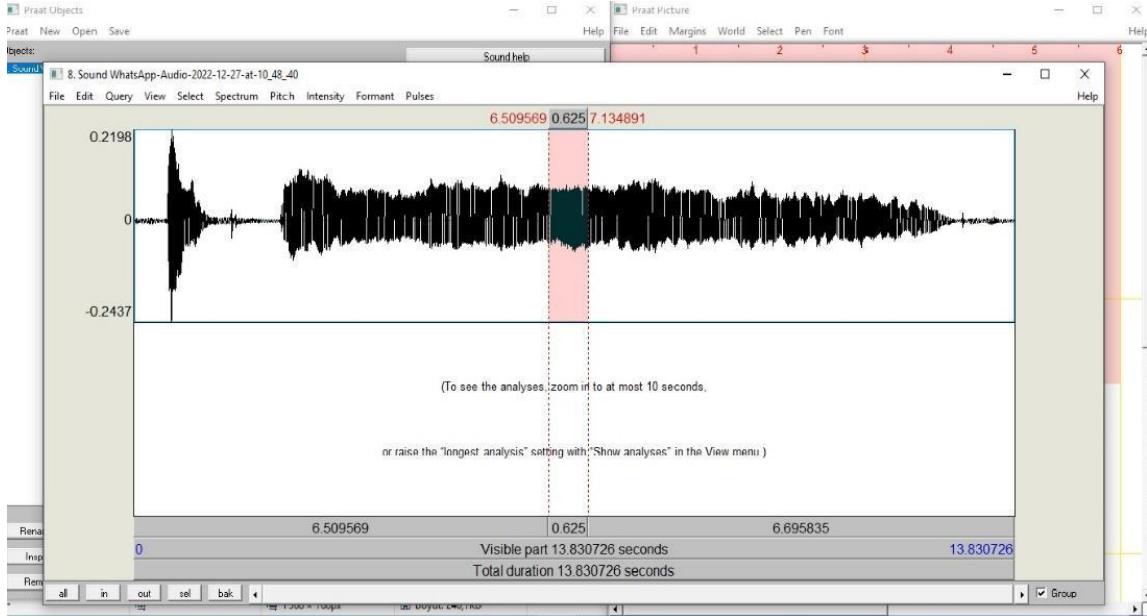 Praat Objects
Praat New Open Save Help
Objects:
Sound help
Praat Picture
File Edit Margins World Select Pen Font Help
1 2 3 4 5 6
8. Sound WhatsApp-Audio-2022-12-27-at-10_48_40
File Edit Query View Select Spectrum Pitch Intensity Formant Pulses Help
6.509569 0.625 7.134891
0.2198
0
-0.2437
(To see the analyses, zoom in to at most 10 seconds,
or raise the "longest analysis" setting with "Show analyses" in the View menu.)
6.509569 0.625 6.695835
0 Visible part 13.830726 seconds 13.830726
Total duration 13.830726 seconds
all in out sel bak Group